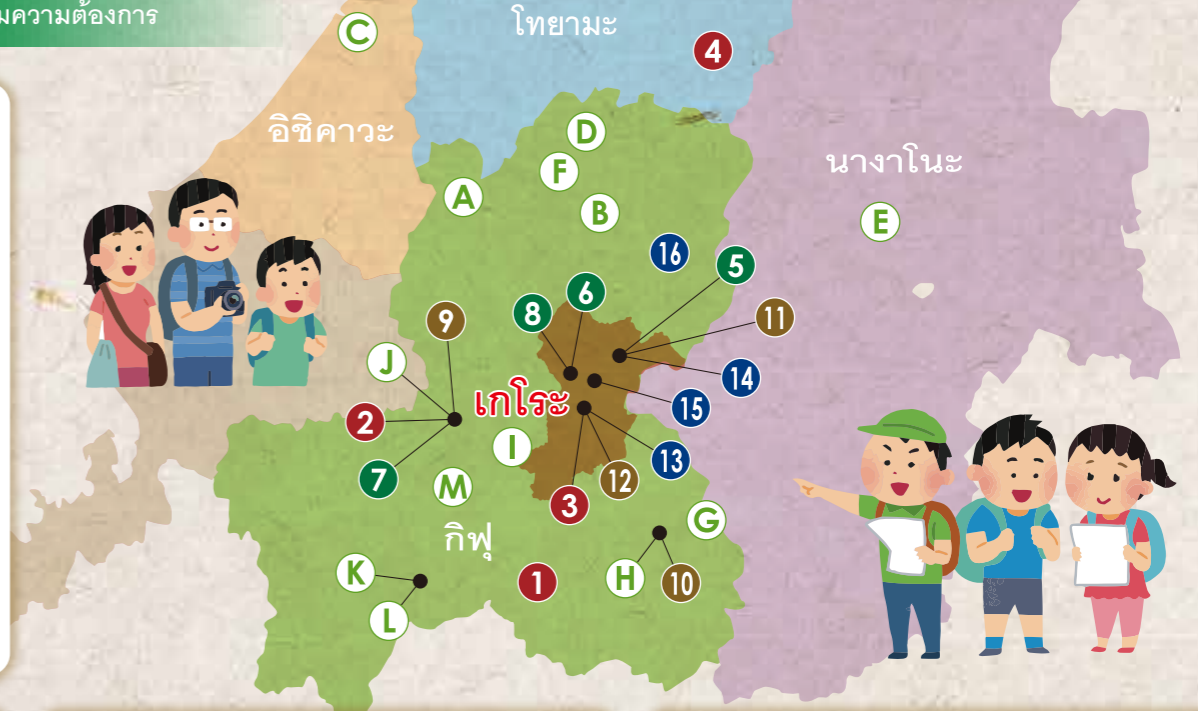 มความต้องการ
C
โทยามะ
4
อิชิคาวะ
D
นางาโนะ
F
A
B
E
16
5
6
8
9
11
J
14
เกโระ
15
2
I
13
7
M
12
3
G
กิฟุ
K
1
H
10
L